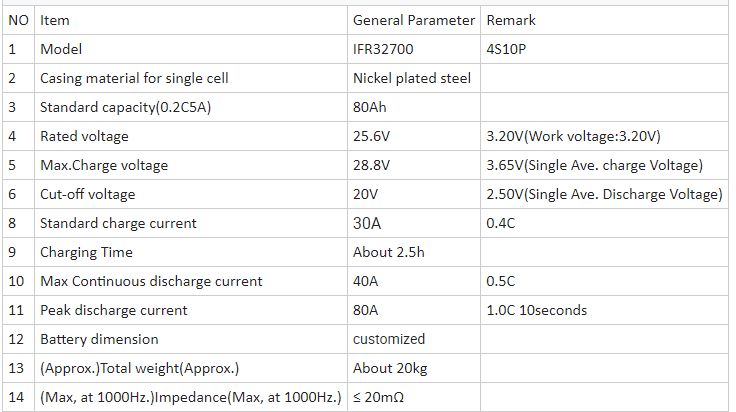 NO Item General Parameter Remark
1 Model IFR32700 4S10P
2 Casing material for single cell Nickel plated steel
3 Standard capacity(0.2C5A) 80Ah
4 Rated voltage 25.6V 3.20V(Work voltage:3.20V)
5 Max.Charge voltage 28.8V 3.65V(Single Ave. charge Voltage)
6 Cut-off voltage 20V 2.50V(Single Ave. Discharge Voltage)
8 Standard charge current 30A 0.4C
9 Charging Time About 2.5h
10 Max Continuous discharge current 40A 0.5C
11 Peak discharge current 80A 1.0C 10seconds
12 Battery dimension customized
13 (Approx.)Total weight(Approx.) About 20kg
14 (Max, at 1000Hz.)Impedance(Max, at 1000Hz.) ≤ 20mΩ